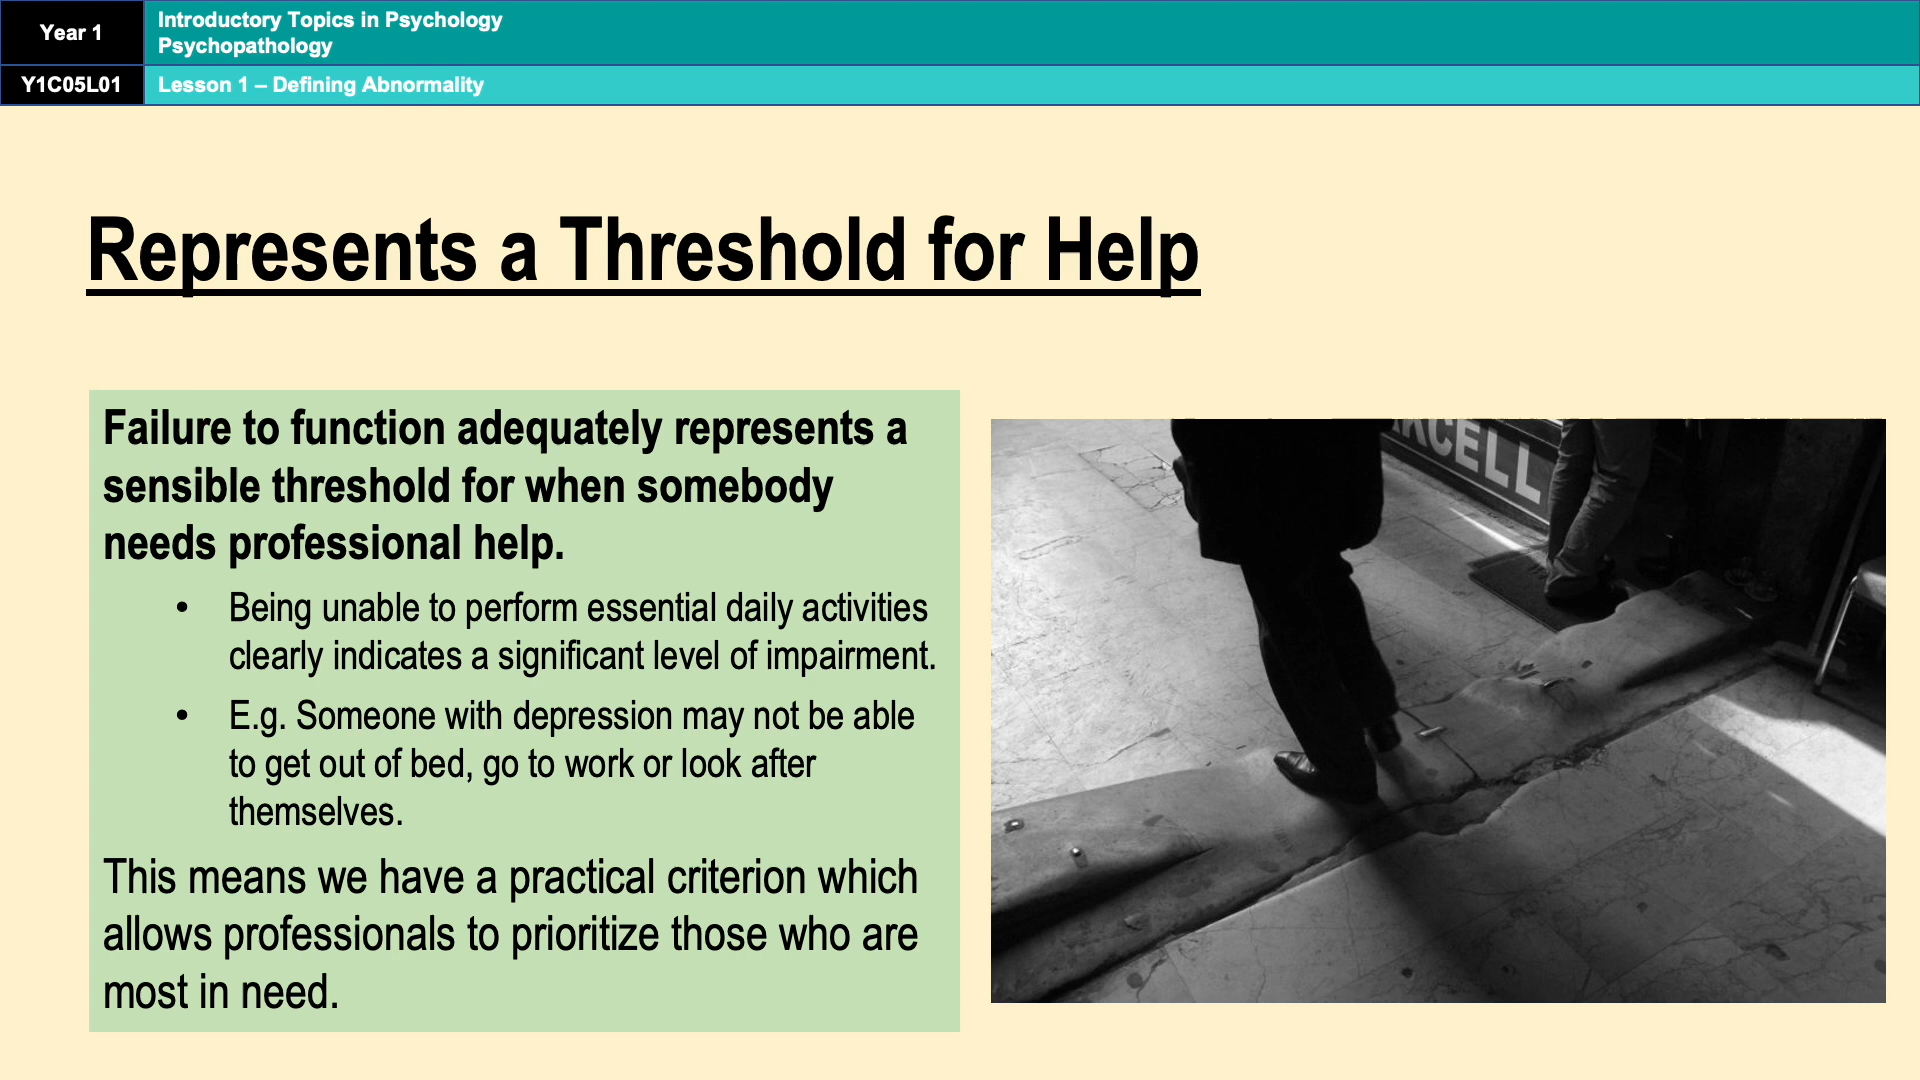 Year 1
Introductory Topics in Psychology
Psychopathology
Y1C05L01
Lesson 1 – Defining Abnormality
Represents a Threshold for Help
Failure to function adequately represents a
sensible threshold for when somebody
needs professional help.
• Being unable to perform essential daily activities
clearly indicates a significant level of impairment.
• E.g. Someone with depression may not be able
to get out of bed, go to work or look after
themselves.
This means we have a practical criterion which
allows professionals to prioritize those who are
most in need.